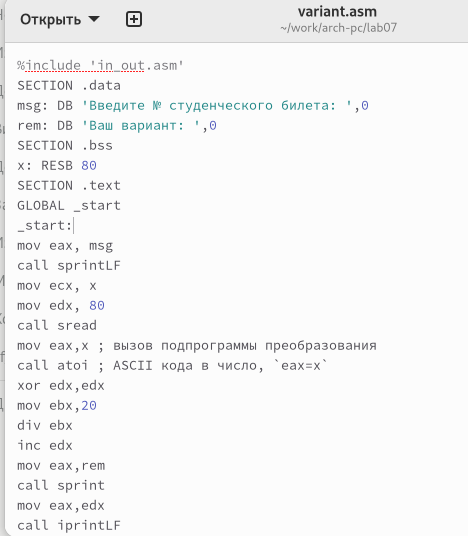 Открыть
variant.asm
~/work/arch-pc/lab07
%include 'in_out.asm'
SECTION .data
msg: DB 'Введите № студенческого билета: ',0
rem: DB 'Ваш вариант: ',0
SECTION .bss
x: RESB 80
SECTION .text
GLOBAL _start
_start:
mov eax, msg
call sprintLF
mov ecx, x
mov edx, 80
call sread
mov eax,x ; вызов подпрограммы преобразования
call atoi ; ASCII кода в число, `eax=x`
xor edx,edx
mov ebx,20
div ebx
inc edx
mov eax,rem
call sprint
mov eax,edx
call iprintLF